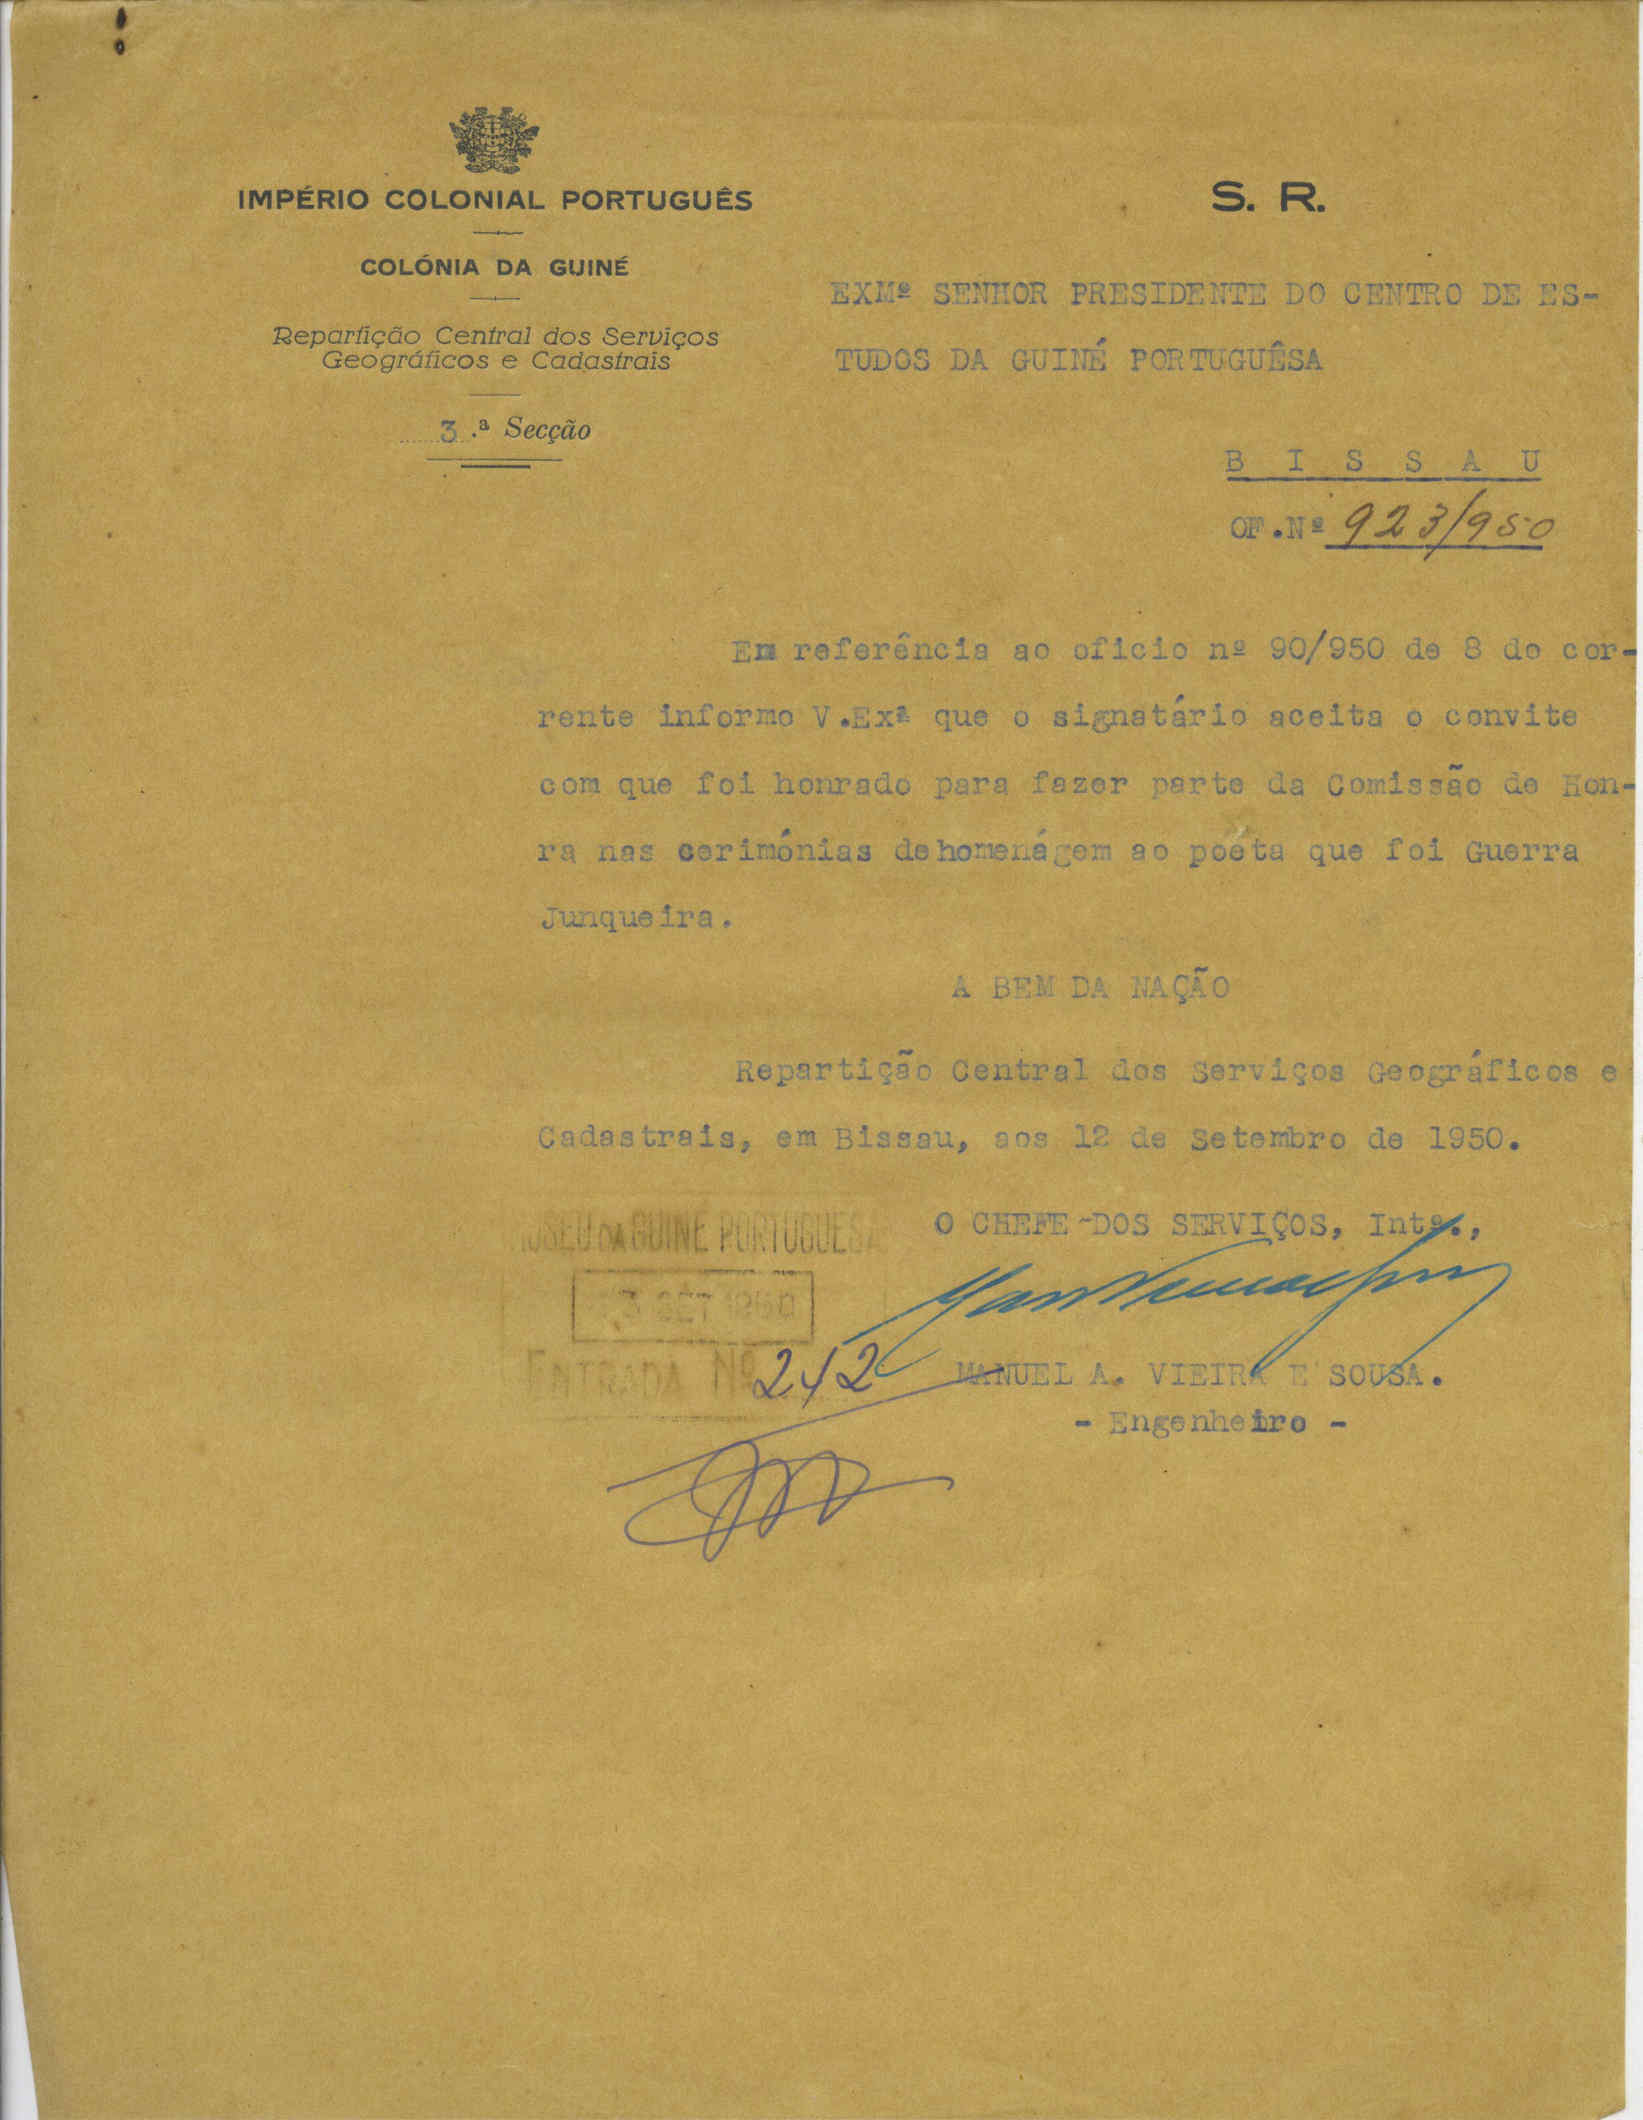 IMPÉRIO COLONIAL PORTUGUÊS
COLÓNIA DA GUINÉ
Repartição Central dos Serviços
Geográficos e Cadastrais
3.ª Secção
S. R.
EXMº SENHOR PRESIDENTE DO CENTRO DE ES-
TUDOS DA GUINÉ PORTUGUÊSA
B I S S A U
OF.Nº 923/950
Em referência ao oficio nº 90/950 de 8 do cor-
rente informo V.Exª que o signatário aceita o convite
com que foi honrado para fazer parte da Comissão de Hon-
ra nas cerimónias de homenágem ao poéta que foi Guerra
Junqueira.
A BEM DA NAÇÃO
Repartição Central dos Serviços Geográficos e
Cadastrais, em Bissau, aos 12 de Setembro de 1950.
O CHEFE DOS SERVIÇOS, Intº.,
MUSEU DA GUINÉ PORTUGUESA
3 SET 1950
ENTRADA Nº 242
MANUEL A. VIEIRA E SOUSA.
- Engenheiro -